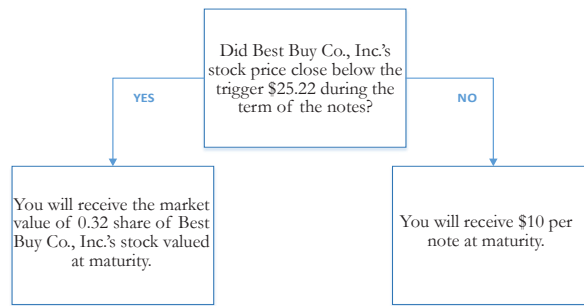 Did Best Buy Co., Inc.'s
stock price close below the
trigger $25.22 during the
term of the notes?
YES
NO
You will receive the market
value of 0.32 share of Best
Buy Co., Inc.'s stock valued
at maturity.
You will receive $10 per
note at maturity.